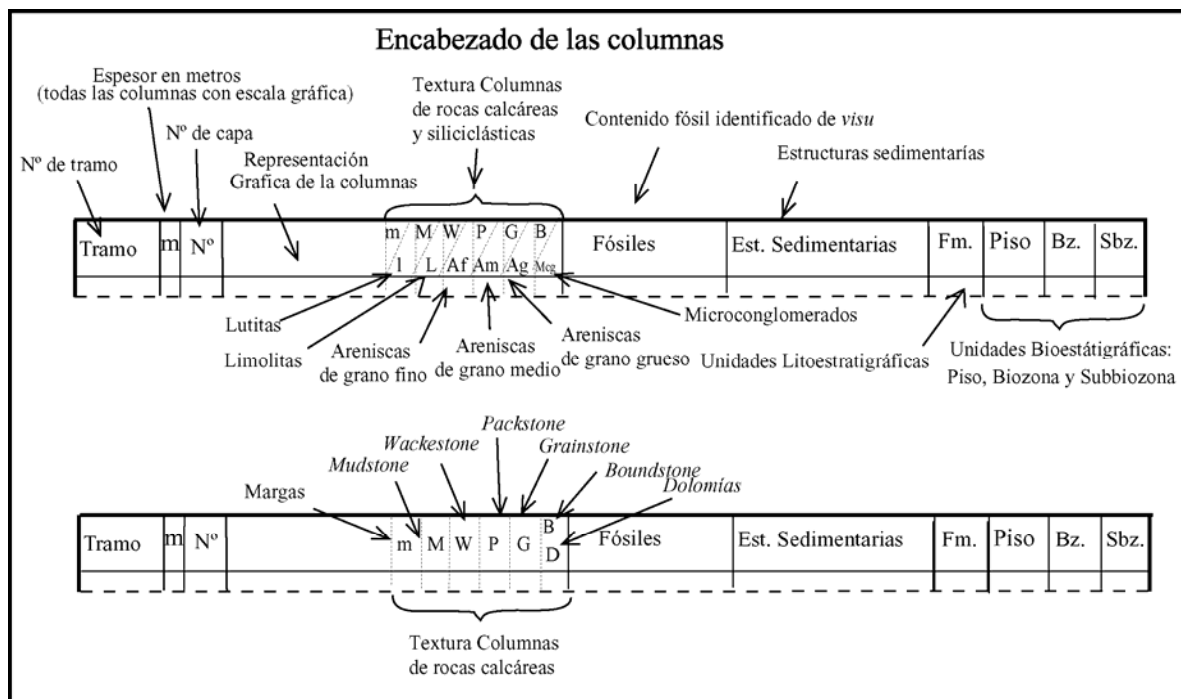 Encabezado de las columnas
Espesor en metros
(todas las columnas con escala gráfica)
Textura Columnas
de rocas calcáreas
y siliciclásticas
Contenido fósil identificado de visu
Nº de capa
Estructuras sedimentarías
Nº de tramo
Representación
Grafica de la columnas
Tramo m Nº m M W P G B Fósiles Est. Sedimentarias Fm. Piso Bz. Sbz.
l L Af Am Ag Mcg
Lutitas
Limolitas
Areniscas
de grano fino
Areniscas
de grano medio
Areniscas
de grano grueso
Microconglomerados
Unidades Litoestratigráficas
Unidades Bioestátigráficas:
Piso, Biozona y Subbiozona
Packstone
Wackestone
Grainstone
Mudstone
Boundstone
Margas
Dolomías
Tramo m Nº m M W P G B Fósiles Est. Sedimentarias Fm. Piso Bz. Sbz.
D
Textura Columnas
de rocas calcáreas